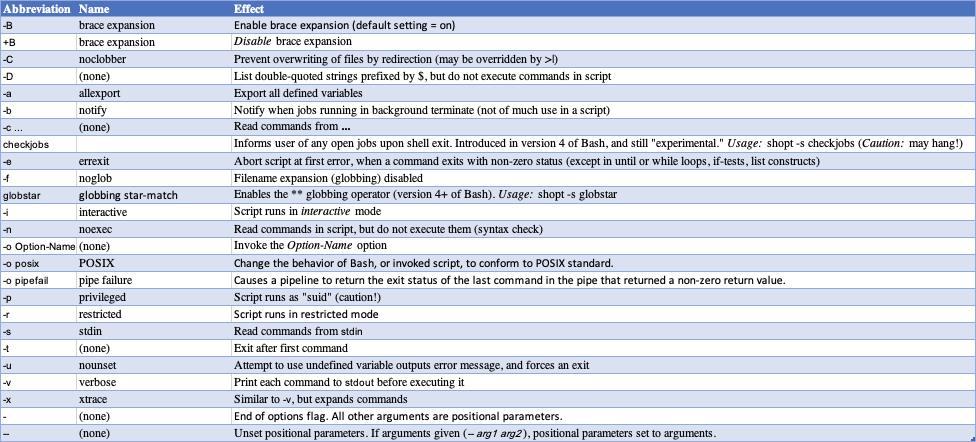 Abbreviation Name Effect
-B brace expansion Enable brace expansion (default setting = on)
+B brace expansion Disable brace expansion
-C noclobber Prevent overwriting of files by redirection (may be overridden by >|)
-D (none) List double-quoted strings prefixed by $, but do not execute commands in script
-a allexport Export all defined variables
-b notify Notify when jobs running in background terminate (not of much use in a script)
-c ... (none) Read commands from ...
checkjobs Informs user of any open jobs upon shell exit. Introduced in version 4 of Bash, and still "experimental." Usage: shopt -s checkjobs (Caution: may hang!)
-e errexit Abort script at first error, when a command exits with non-zero status (except in until or while loops, if-tests, list constructs)
-f noglob Filename expansion (globbing) disabled
globstar globbing star-match Enables the ** globbing operator (version 4+ of Bash). Usage: shopt -s globstar
-i interactive Script runs in interactive mode
-n noexec Read commands in script, but do not execute them (syntax check)
-o Option-Name (none) Invoke the Option-Name option
-o posix POSIX Change the behavior of Bash, or invoked script, to conform to POSIX standard.
-o pipefail pipe failure Causes a pipeline to return the exit status of the last command in the pipe that returned a non-zero return value.
-p privileged Script runs as "suid" (caution!)
-r restricted Script runs in restricted mode
-s stdin Read commands from stdin
-t (none) Exit after first command
-u nounset Attempt to use undefined variable outputs error message, and forces an exit
-v verbose Print each command to stdout before executing it
-x xtrace Similar to -v, but expands commands
- (none) End of options flag. All other arguments are positional parameters.
-- (none) Unset positional parameters. If arguments given (-- arg1 arg2), positional parameters set to arguments.